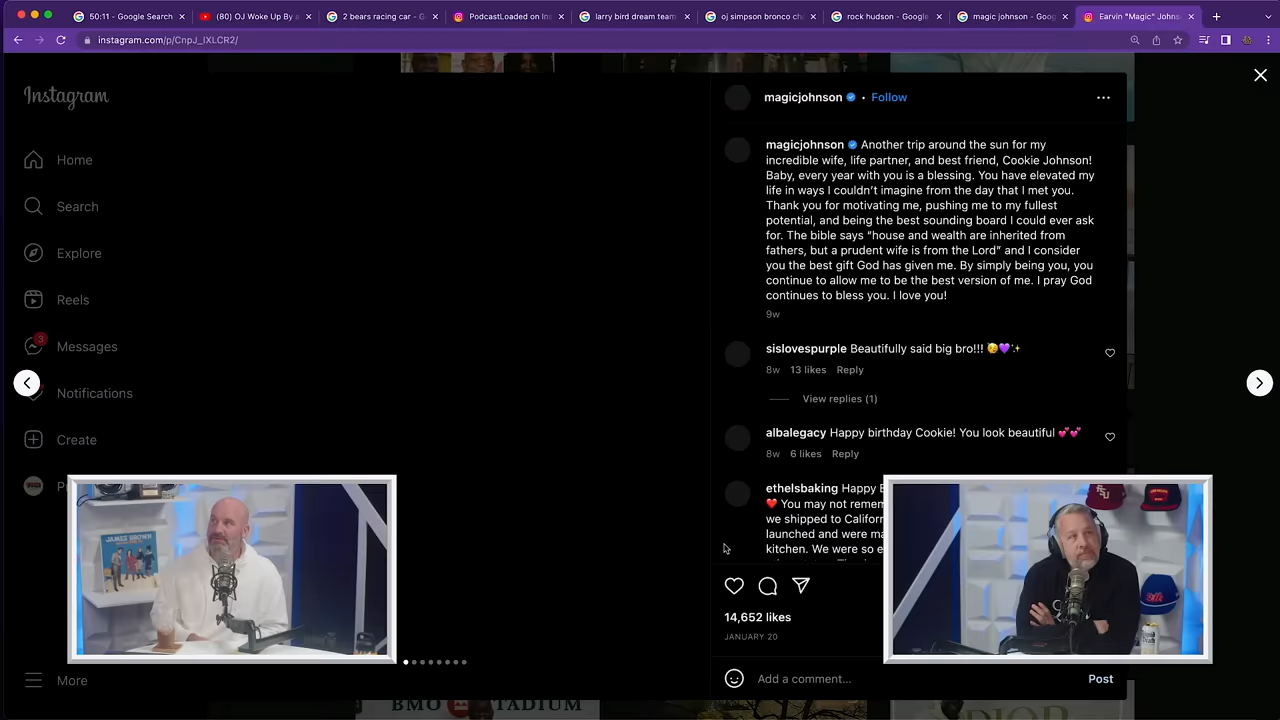 50:11 - Google Search
(80) OJ Woke Up By a
2 bears racing car - G
PodcastLoaded on Ins
larry bird dream team
oj simpson bronco ch
rock hudson - Google
magic johnson - Goog
Earvin "Magic" Johns
instagram.com/p/CnpJ_IXLCR2/
Instagram
Home
Search
Explore
Reels
3
Messages
Notifications
Create
More
magicjohnson • Follow
magicjohnson Another trip around the sun for my
incredible wife, life partner, and best friend, Cookie Johnson!
Baby, every year with you is a blessing. You have elevated my
life in ways I couldn't imagine from the day that I met you.
Thank you for motivating me, pushing me to my fullest
potential, and being the best sounding board I could ever ask
for. The bible says "house and wealth are inherited from
fathers, but a prudent wife is from the Lord" and I consider
you the best gift God has given me. By simply being you, you
continue to allow me to be the best version of me. I pray God
continues to bless you. I love you!
9w
sislovespurple Beautifully said big bro!!! 🥲💜✨
8w 13 likes Reply
View replies (1)
albalegacy Happy birthday Cookie! You look beautiful 💕💕
8w 6 likes Reply
ethelsbaking Happy
❤️ You may not remem
we shipped to Califor
launched and were ma
kitchen. We were so e
14,652 likes
JANUARY 20
Add a comment...
Post
JAMES BROWN
FSU
BMO STADIUM